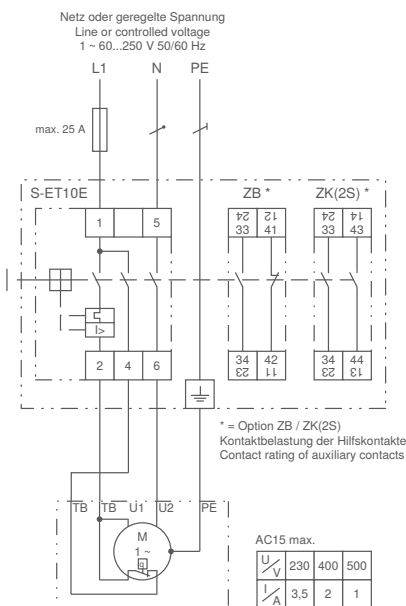 Netz oder geregelte Spannung
Line or controlled voltage
1 ~ 60...250 V 50/60 Hz
L1 N PE
max. 25 A
S-ET10E ZB * ZK(2S) *
24 12 24 14
1 5 33 41 33 43
I>
2 4 6 34 42 34 44
23 11 23 13
* = Option ZB / ZK(2S)
Kontaktbelastung der Hilfskontakte
Contact rating of auxiliary contacts
TB TB U1 U2 PE
M
1 ~
AC15 max.
U/V 230 400 500
I/A 3,5 2 1